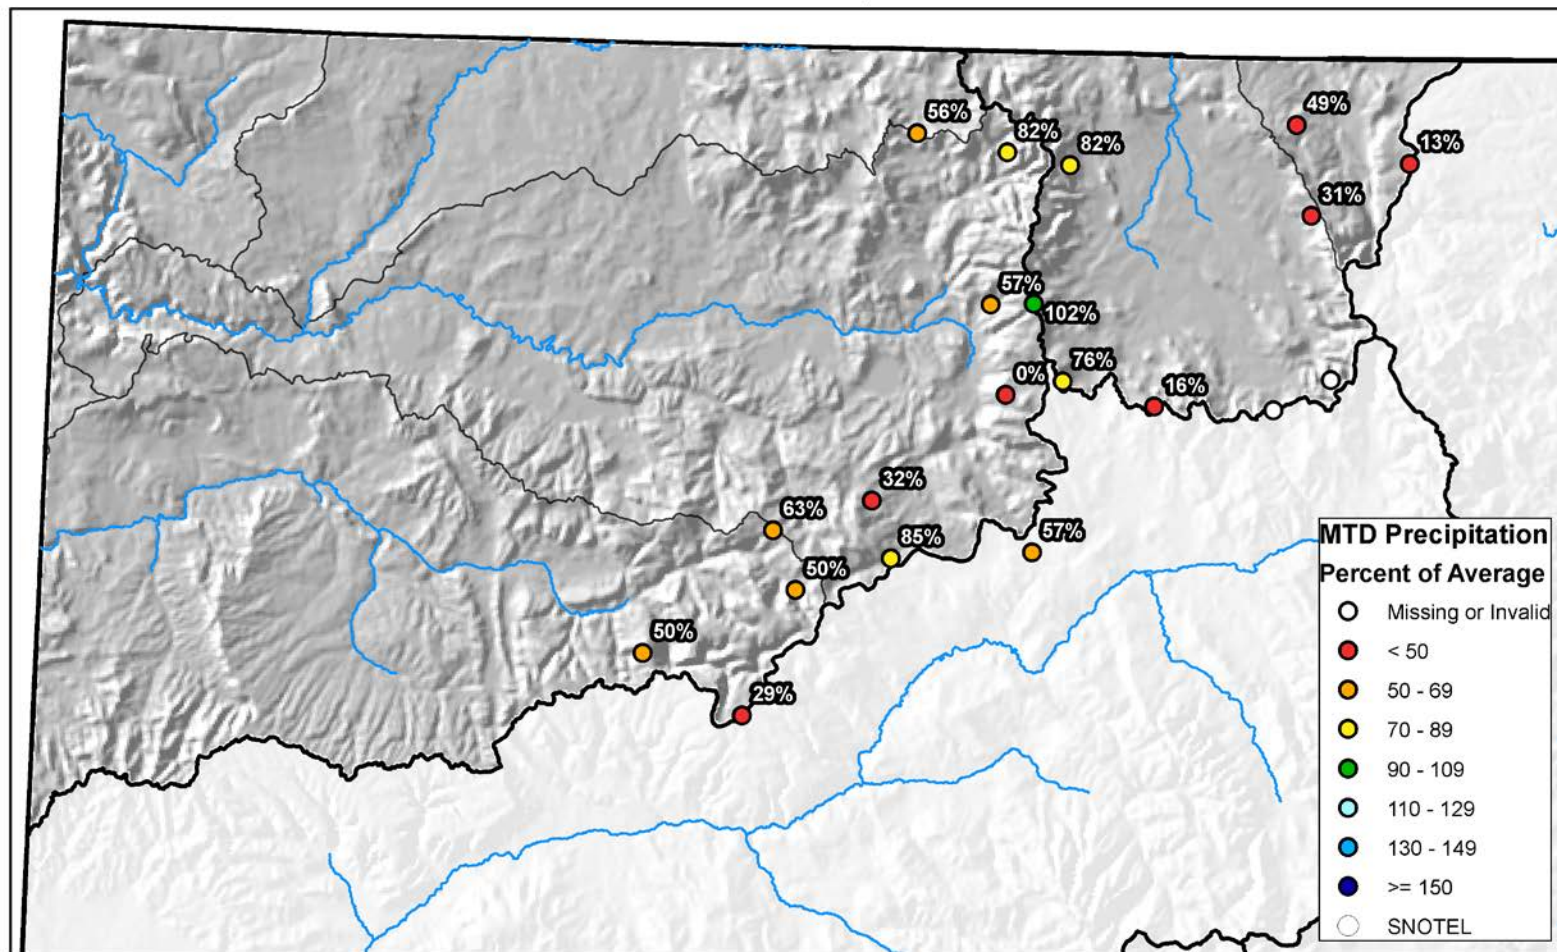 56%
49%
82%
82%
13%
31%
57%
102%
76%
0%
16%
32%
63%
85%
57%
50%
50%
29%
MTD Precipitation
Percent of Average
Missing or Invalid
< 50
50 - 69
70 - 89
90 - 109
110 - 129
130 - 149
>= 150
SNOTEL